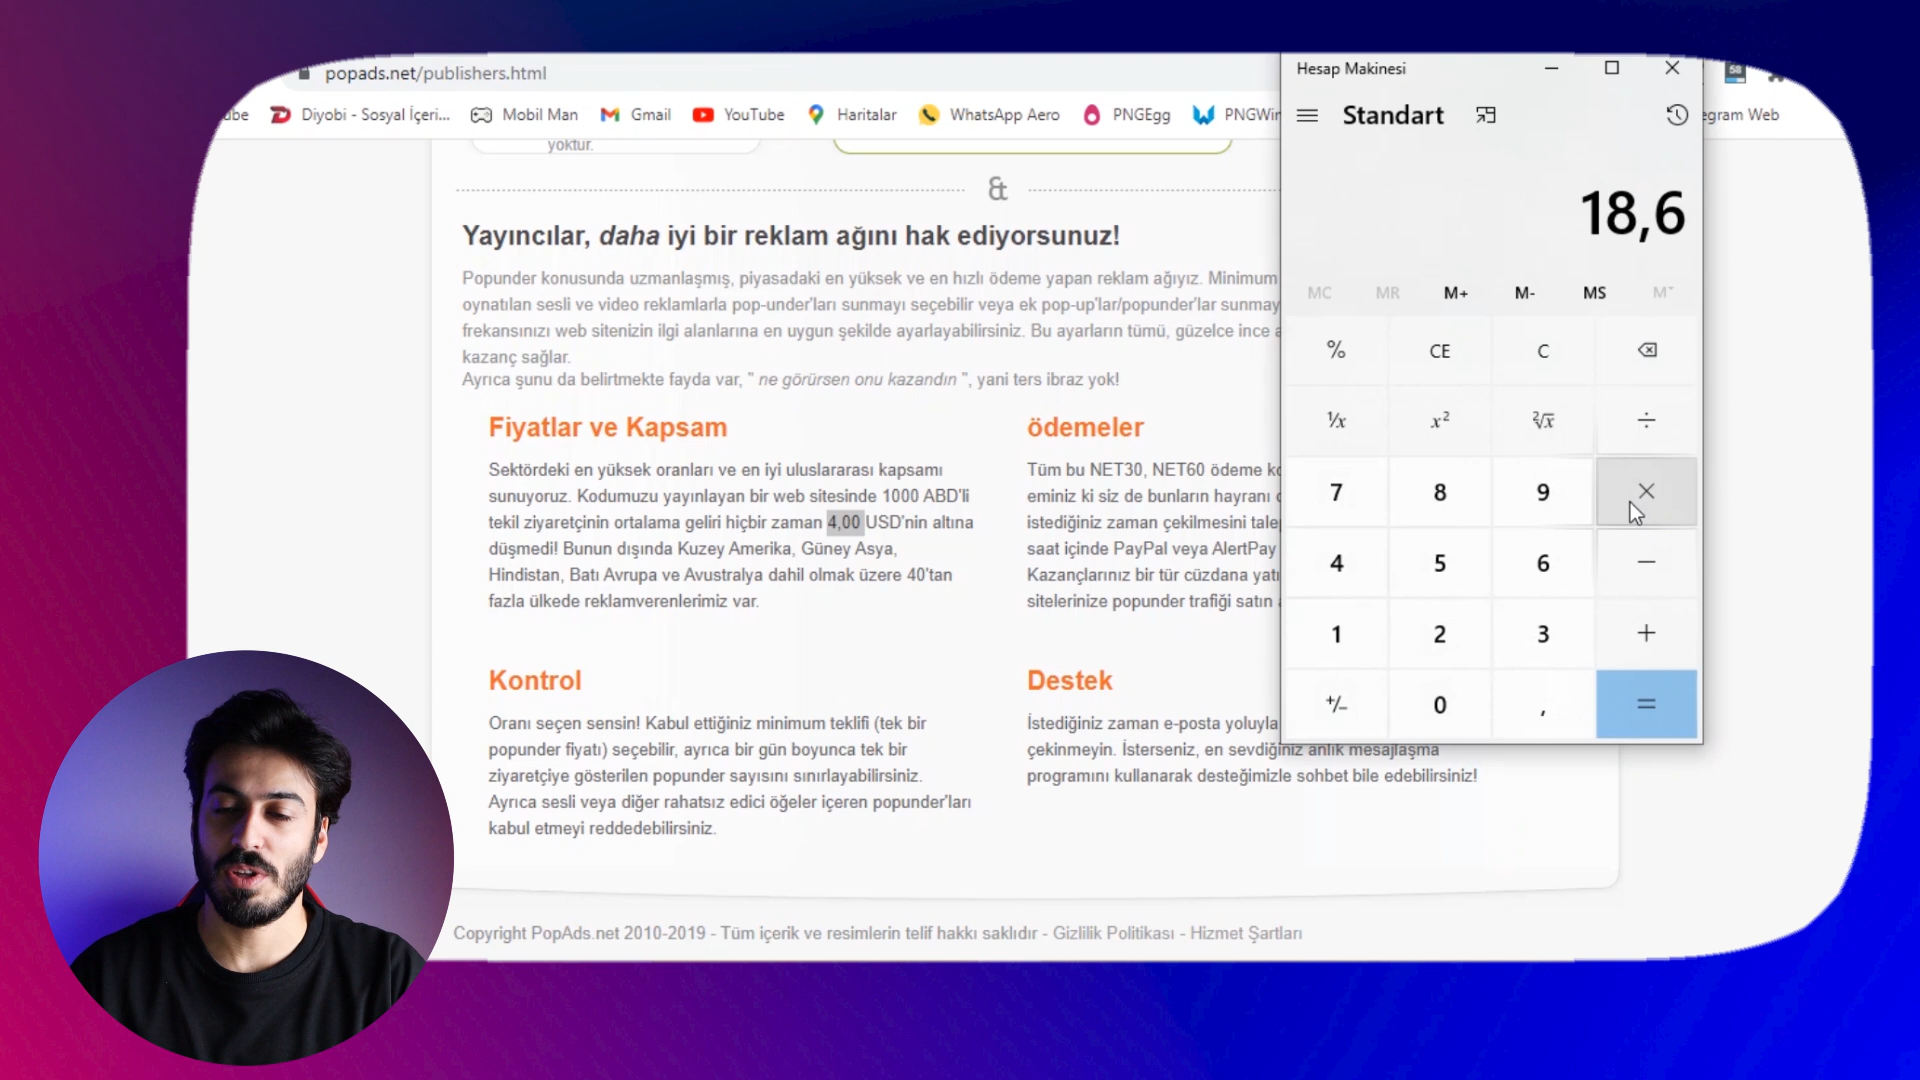 popads.net/publishers.html
Hesap Makinesi
58
ube
Diyobi - Sosyal İçeri...
Mobil Man
Gmail
YouTube
Haritalar
WhatsApp Aero
PNGEgg
PNGWin
egram Web
Standart
yoktur.
&
18,6
Yayıncılar, daha iyi bir reklam ağını hak ediyorsunuz!
Popunder konusunda uzmanlaşmış, piyasadaki en yüksek ve en hızlı ödeme yapan reklam ağıyız. Minimum
oynatılan sesli ve video reklamlarla pop-under'ları sunmayı seçebilir veya ek pop-up'lar/popunder'lar sunmay
frekansınızı web sitenizin ilgi alanlarına en uygun şekilde ayarlayabilirsiniz. Bu ayarların tümü, güzelce ince a
kazanç sağlar.
Ayrıca şunu da belirtmekte fayda var, " ne görürsen onu kazandın ", yani ters ibraz yok!
Fiyatlar ve Kapsam
Sektördeki en yüksek oranları ve en iyi uluslararası kapsamı
sunuyoruz. Kodumuzu yayınlayan bir web sitesinde 1000 ABD'li
tekil ziyaretçinin ortalama geliri hiçbir zaman 4,00 USD'nin altına
düşmedi! Bunun dışında Kuzey Amerika, Güney Asya,
Hindistan, Batı Avrupa ve Avustralya dahil olmak üzere 40'tan
fazla ülkede reklamverenlerimiz var.
ödemeler
Tüm bu NET30, NET60 ödeme ko
eminiz ki siz de bunların hayranı
istediğiniz zaman çekilmesini tale
saat içinde PayPal veya AlertPay
Kazançlarınız bir tür cüzdana yatı
sitelerinize popunder trafiği satın
Kontrol
Oranı seçen sensin! Kabul ettiğiniz minimum teklifi (tek bir
popunder fiyatı) seçebilir, ayrıca bir gün boyunca tek bir
ziyaretçiye gösterilen popunder sayısını sınırlayabilirsiniz.
Ayrıca sesli veya diğer rahatsız edici öğeler içeren popunder'ları
kabul etmeyi reddedebilirsiniz.
Destek
İstediğiniz zaman e-posta yoluyla
çekinmeyin. İsterseniz, en sevdiğiniz anlık mesajlaşma
programını kullanarak desteğimizle sohbet bile edebilirsiniz!
MC MR M+ M- MS M˅
% CE C
¹/x x² ²√x ÷
7 8 9 ×
4 5 6 −
1 2 3 +
+/− 0 , =
Copyright PopAds.net 2010-2019 - Tüm içerik ve resimlerin telif hakkı saklıdır - Gizlilik Politikası - Hizmet Şartları